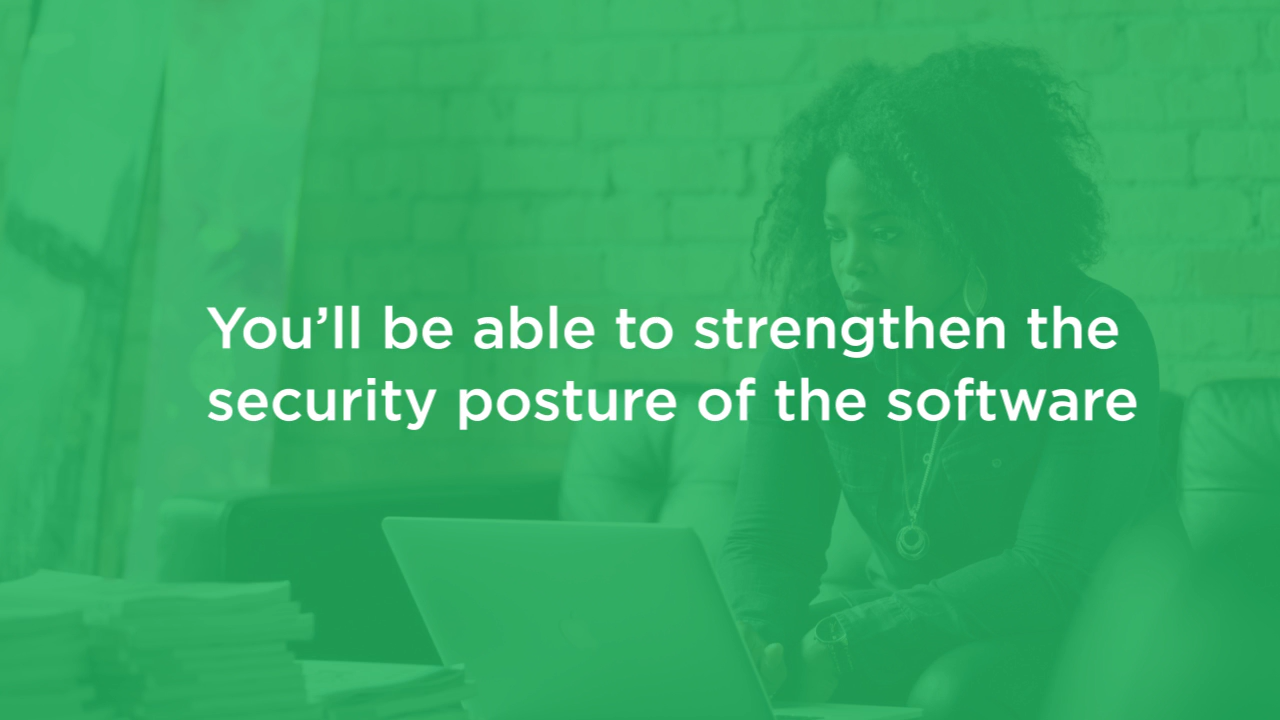 You’ll be able to strengthen the
security posture of the software